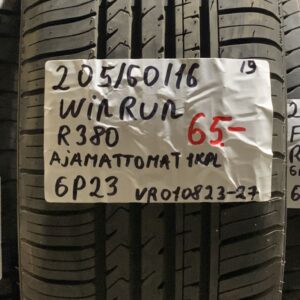 205/60/16 19
WINRUN
R380 65-
AJAMATTOMAT 1KPL
6P23 VR010823-27